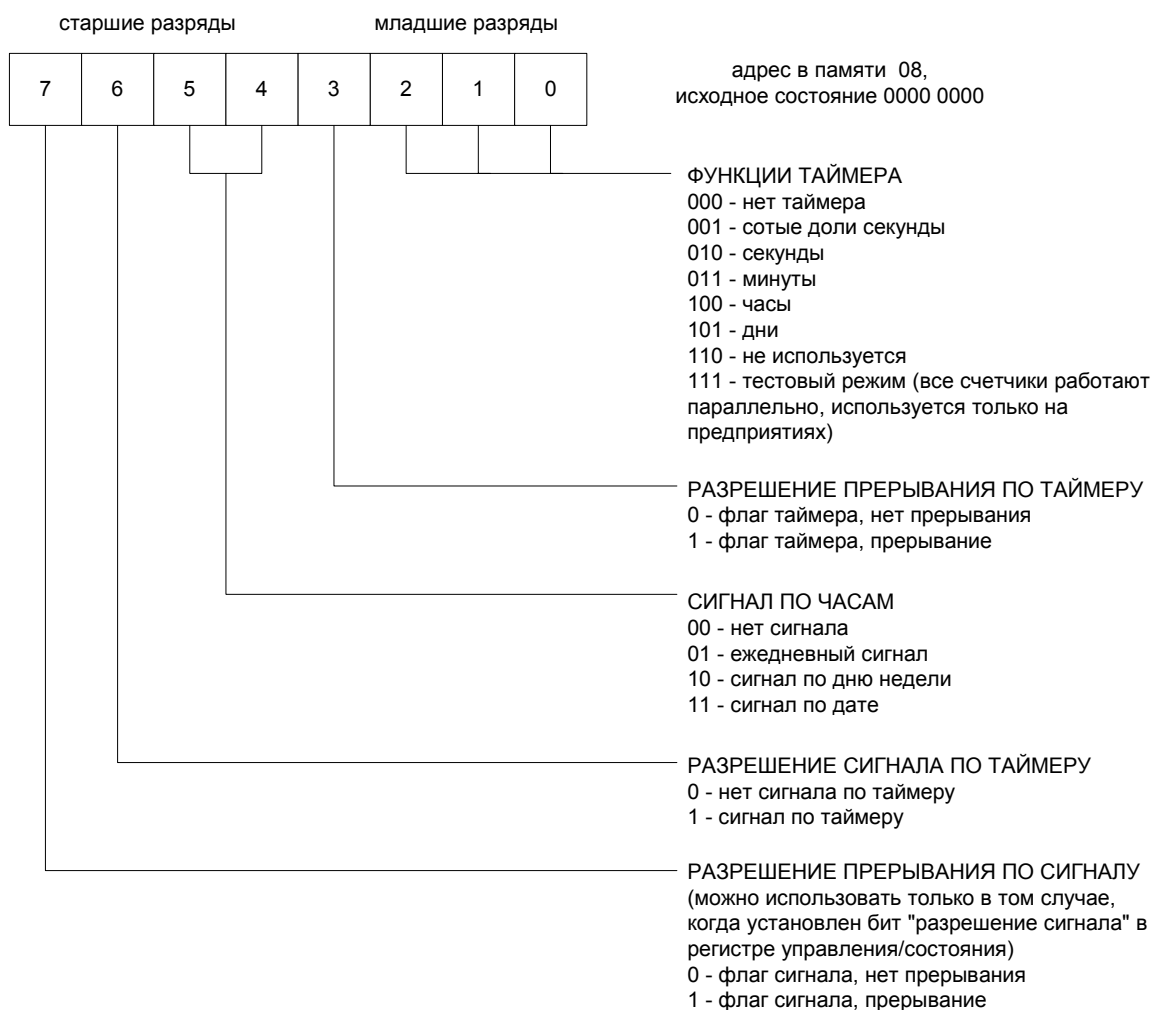 старшие разряды младшие разряды
7 6 5 4 3 2 1 0
адрес в памяти 08,
исходное состояние 0000 0000
ФУНКЦИИ ТАЙМЕРА
000 - нет таймера
001 - сотые доли секунды
010 - секунды
011 - минуты
100 - часы
101 - дни
110 - не используется
111 - тестовый режим (все счетчики работают
параллельно, используется только на
предприятиях)
РАЗРЕШЕНИЕ ПРЕРЫВАНИЯ ПО ТАЙМЕРУ
0 - флаг таймера, нет прерывания
1 - флаг таймера, прерывание
СИГНАЛ ПО ЧАСАМ
00 - нет сигнала
01 - ежедневный сигнал
10 - сигнал по дню недели
11 - сигнал по дате
РАЗРЕШЕНИЕ СИГНАЛА ПО ТАЙМЕРУ
0 - нет сигнала по таймеру
1 - сигнал по таймеру
РАЗРЕШЕНИЕ ПРЕРЫВАНИЯ ПО СИГНАЛУ
(можно использовать только в том случае,
когда установлен бит "разрешение сигнала" в
регистре управления/состояния)
0 - флаг сигнала, нет прерывания
1 - флаг сигнала, прерывание